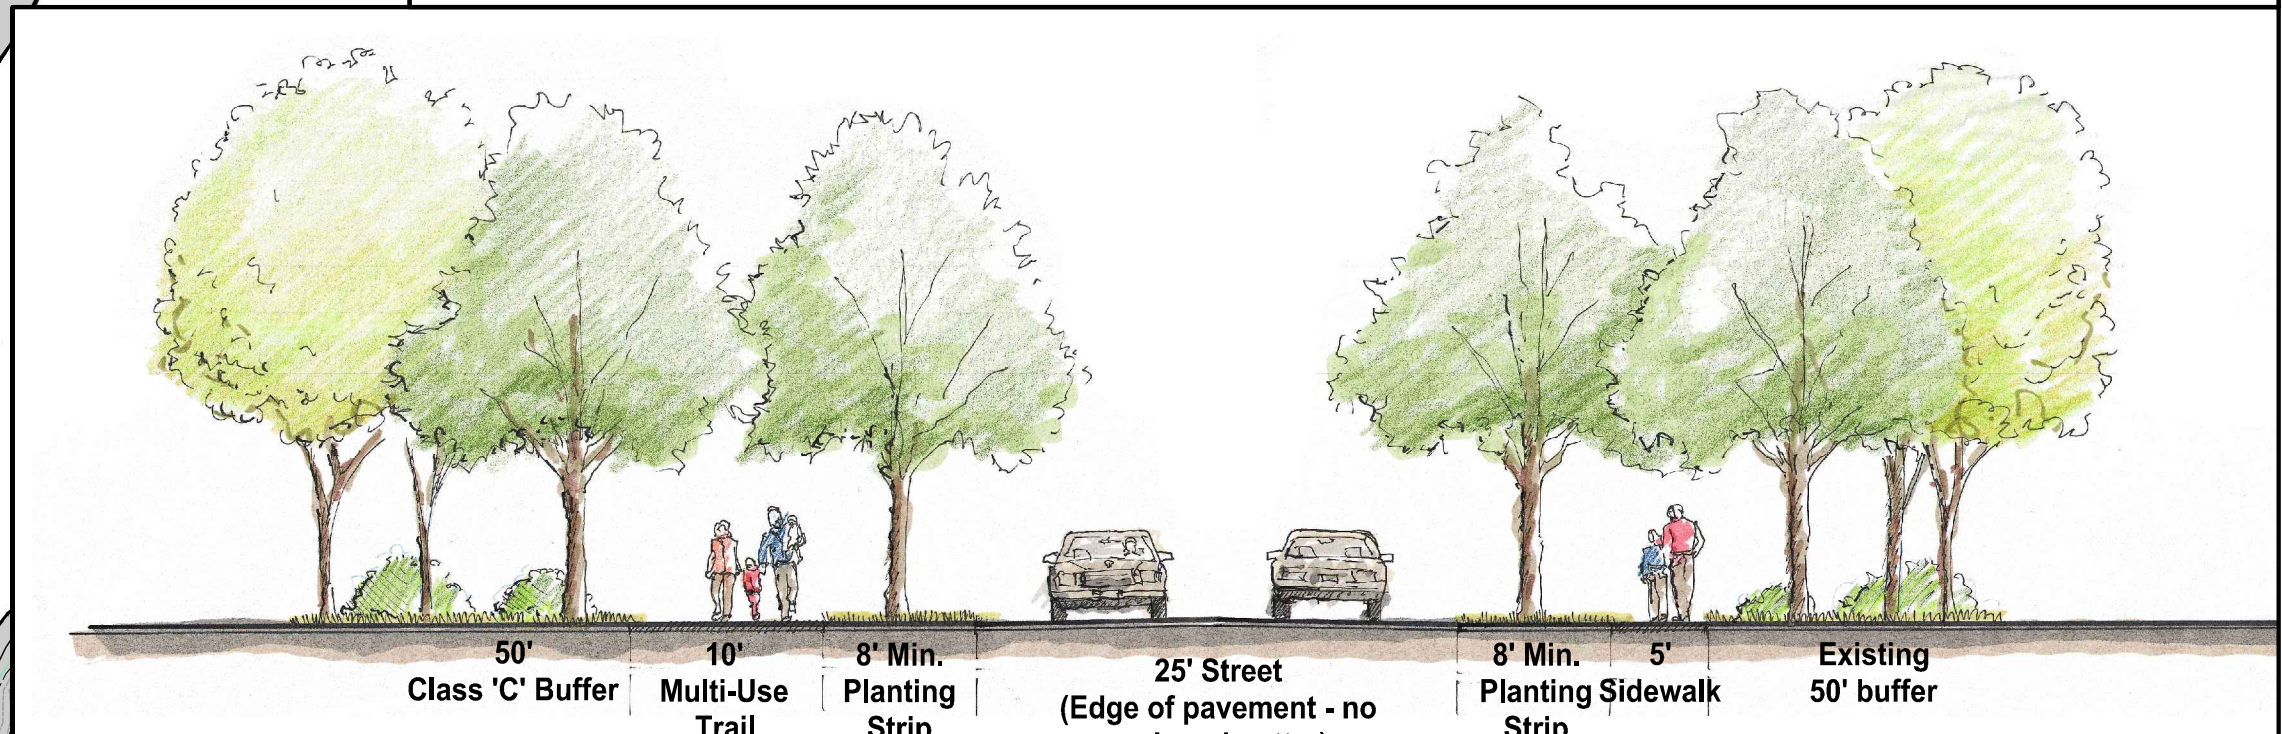 50'
Class 'C' Buffer
10'
Multi-Use
Trail
8' Min.
Planting
Strip
25' Street
(Edge of pavement - no
8' Min.
Planting
Strip
5'
Sidewalk
Existing
50' buffer